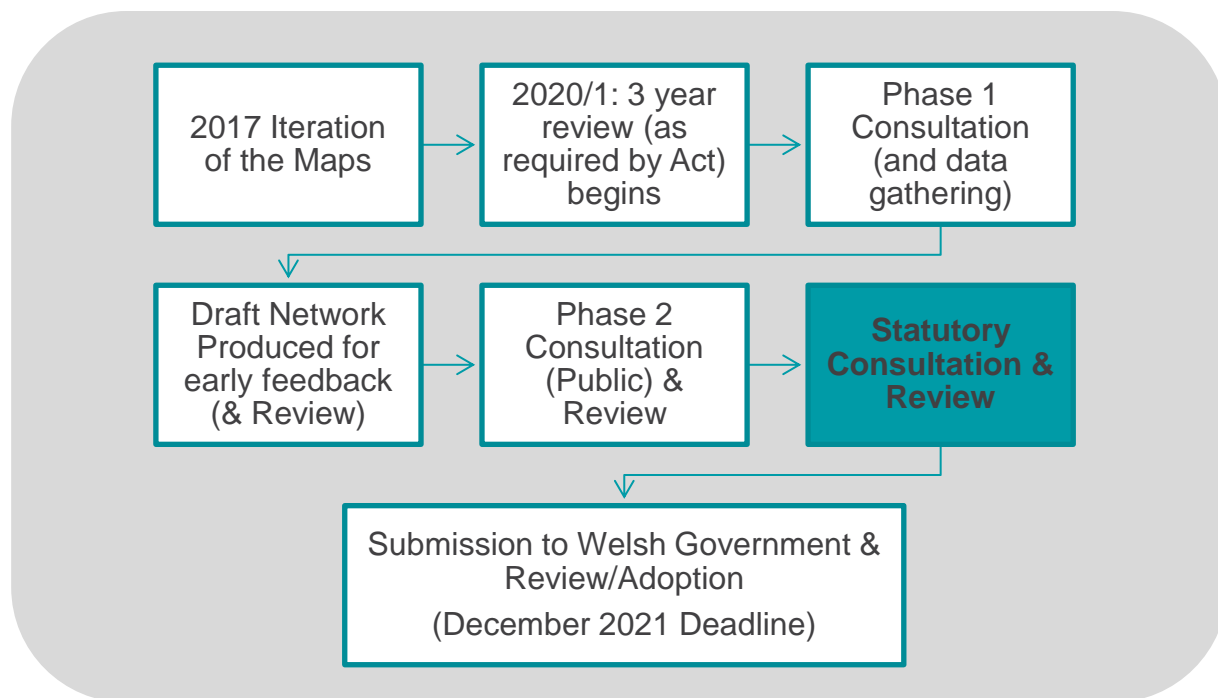 2017 Iteration
of the Maps
2020/1: 3 year
review (as
required by Act)
begins
Phase 1
Consultation
(and data
gathering)
Draft Network
Produced for
early feedback
(& Review)
Phase 2
Consultation
(Public) &
Review
Statutory
Consultation &
Review
Submission to Welsh Government &
Review/Adoption
(December 2021 Deadline)